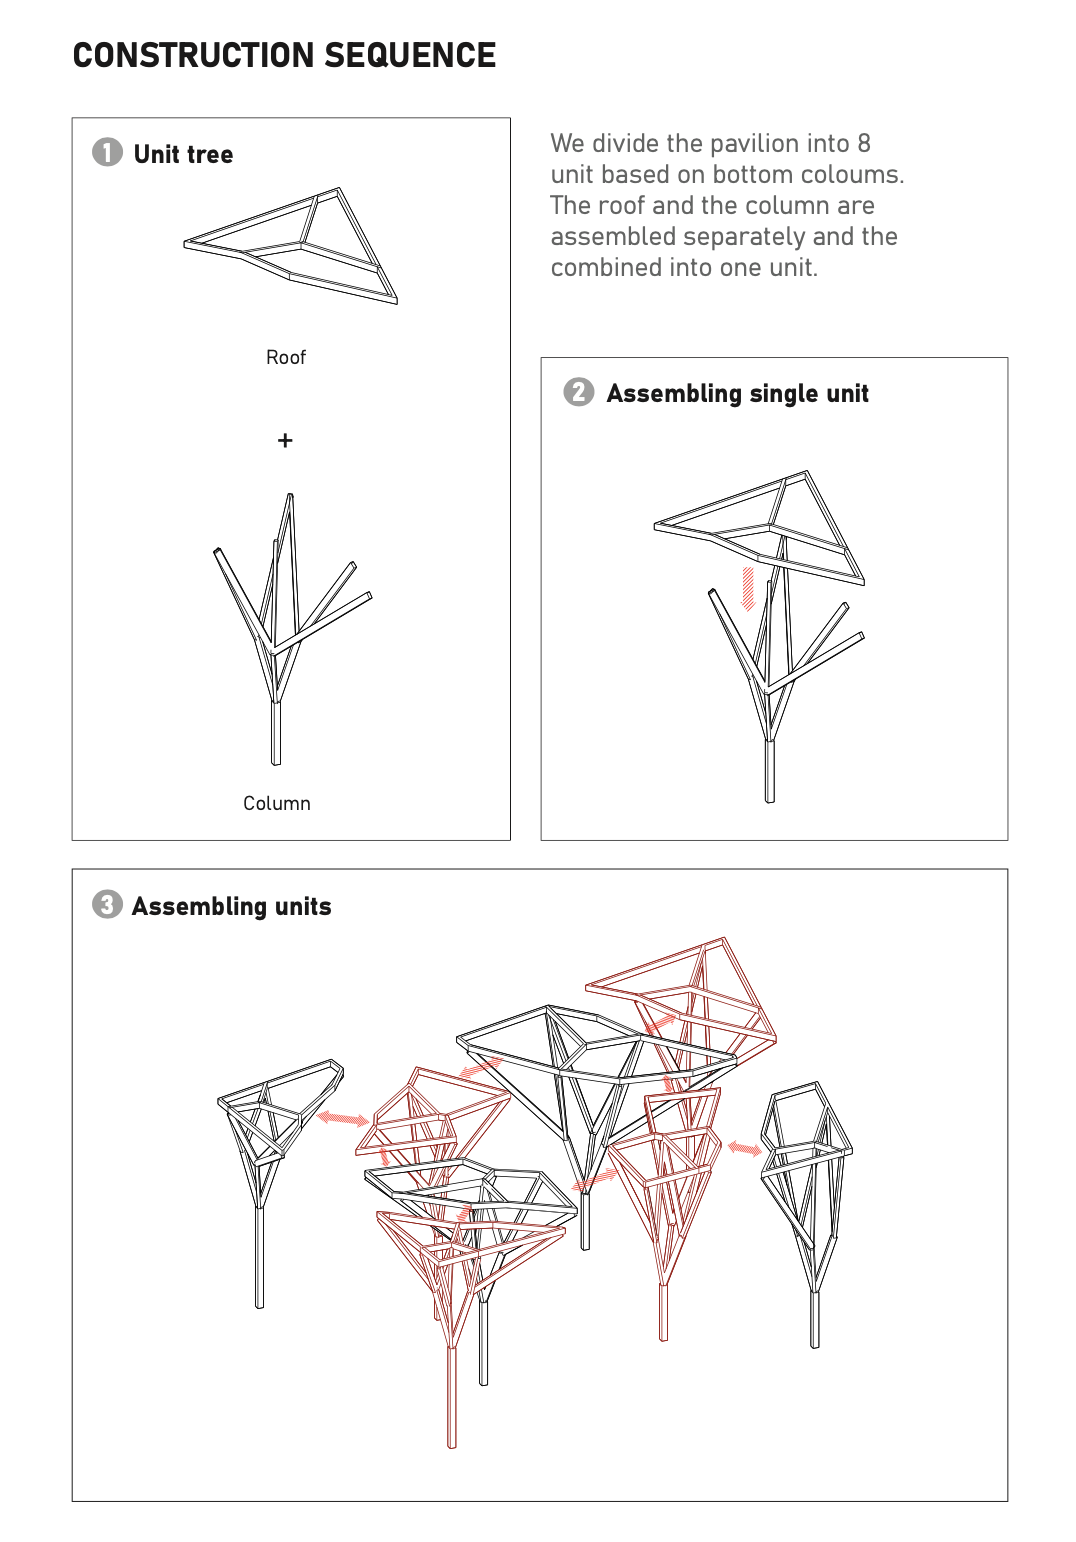 CONSTRUCTION SEQUENCE
1 Unit tree
Roof
+
Column
We divide the pavilion into 8
unit based on bottom coloums.
The roof and the column are
assembled separately and the
combined into one unit.
2 Assembling single unit
3 Assembling units